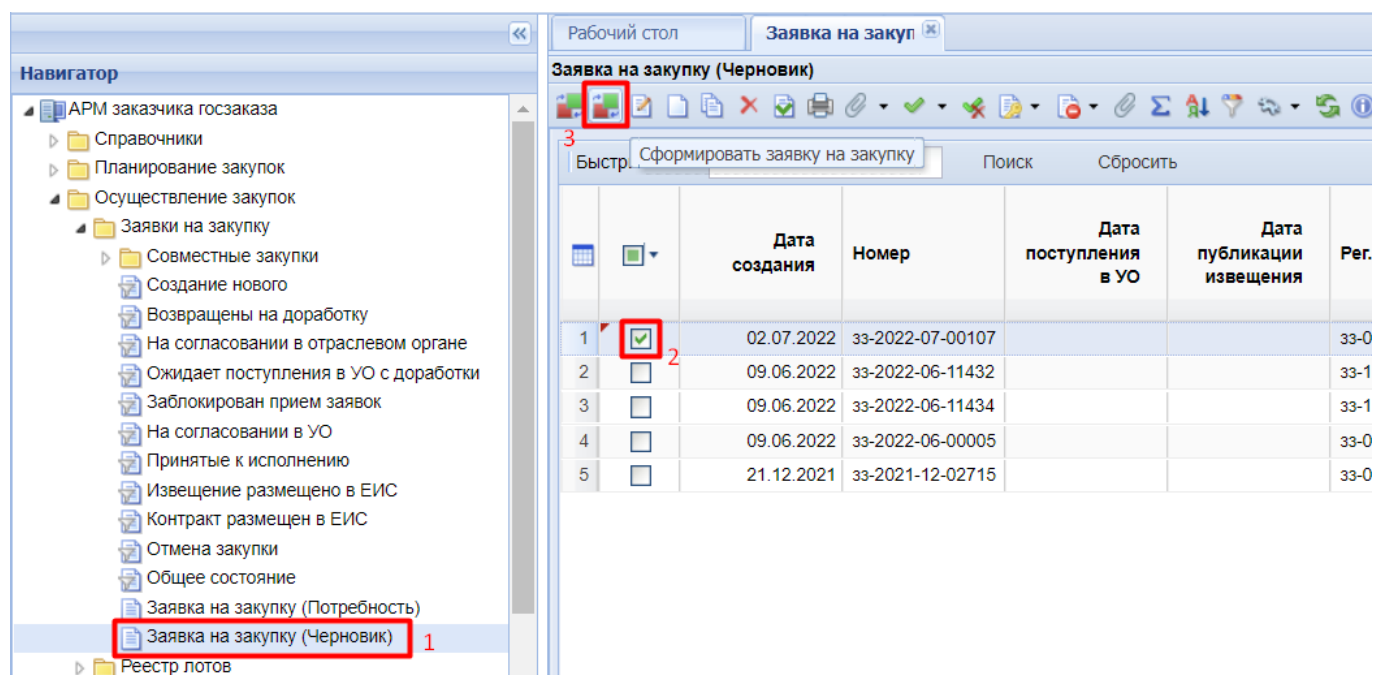 Рабочий стол
Заявка на закуп
Навигатор
Заявка на закупку (Черновик)
АРМ заказчика госзаказа
Справочники
Планирование закупок
Осуществление закупок
Заявки на закупку
Совместные закупки
Создание нового
Возвращены на доработку
На согласовании в отраслевом органе
Ожидает поступления в УО с доработки
Заблокирован прием заявок
На согласовании в УО
Принятые к исполнению
Извещение размещено в ЕИС
Контракт размещен в ЕИС
Отмена закупки
Общее состояние
Заявка на закупку (Потребность)
Заявка на закупку (Черновик)
1
Реестр лотов
3
Сформировать заявку на закупку
Быстр
Поиск
Сбросить
Дата
создания
Номер
Дата
поступления
в УО
Дата
публикации
извещения
Рег.
1 02.07.2022 зз-2022-07-00107 зз-0
2
2 09.06.2022 зз-2022-06-11432 зз-1
3 09.06.2022 зз-2022-06-11434 зз-1
4 09.06.2022 зз-2022-06-00005 зз-0
5 21.12.2021 зз-2021-12-02715 зз-0